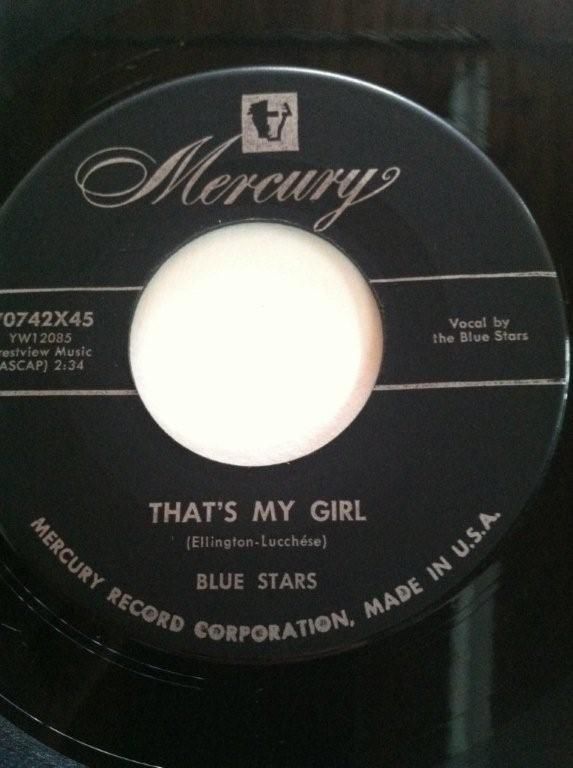 Mercury
70742X45
YW12085
restview Music
ASCAP) 2:34
Vocal by
the Blue Stars
THAT'S MY GIRL
(Ellington-Lucchése)
BLUE STARS
MERCURY RECORD CORPORATION, MADE IN U.S.A.